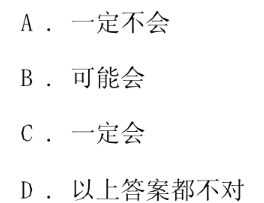 A . 一定不会
B . 可能会
C . 一定会
D . 以上答案都不对